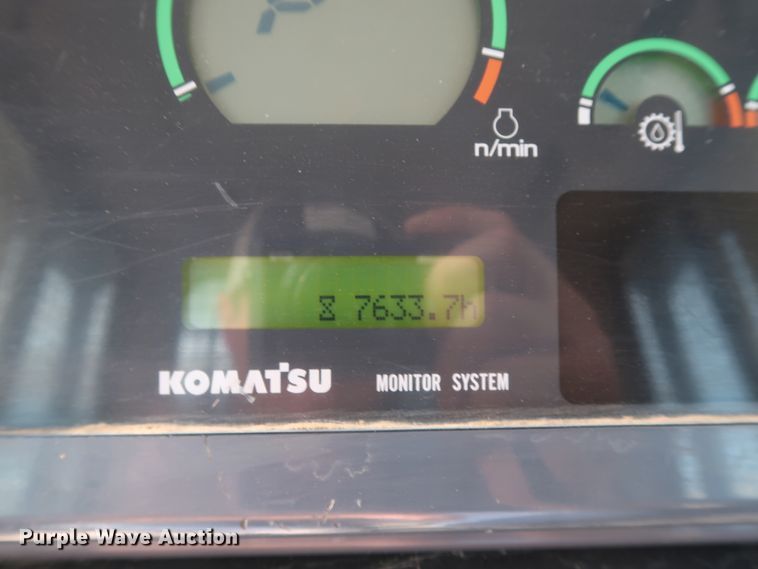 n/min
7633.7h
KOMATSU MONITOR SYSTEM
Purple Wave Auction